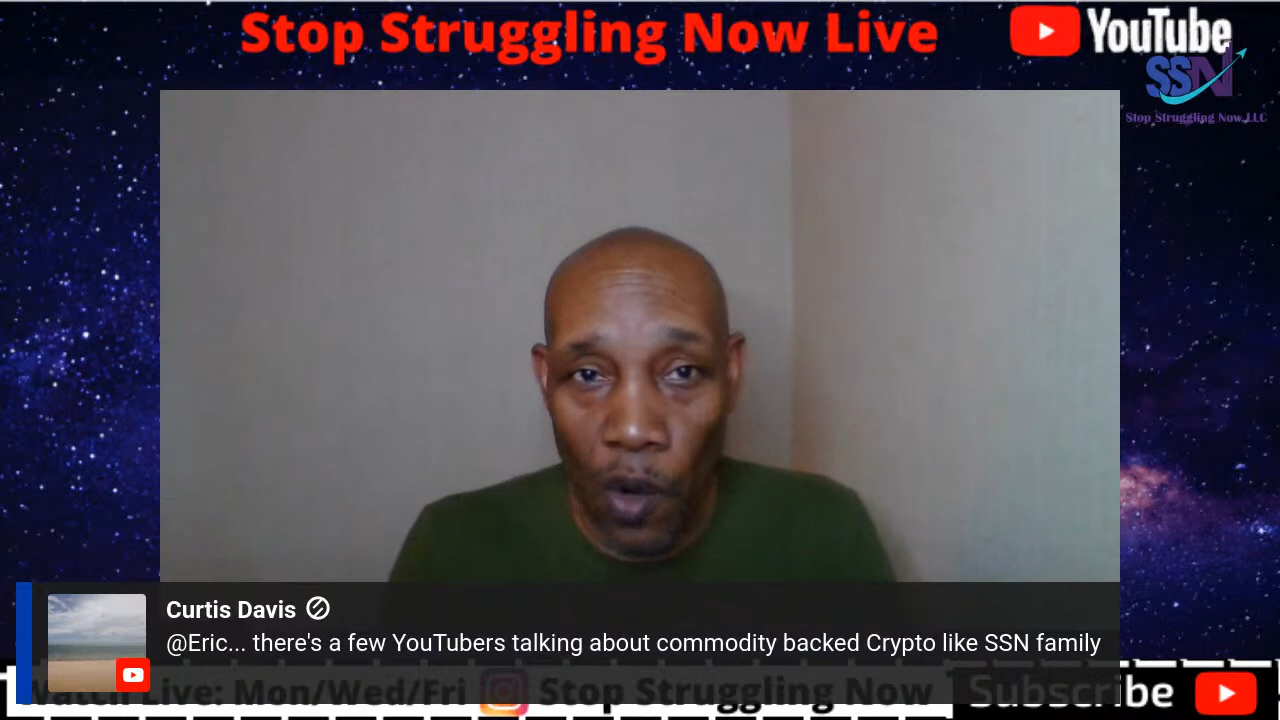 Stop Struggling Now Live
YouTube
SSN
Stop Struggling Now,LLC
Curtis Davis
@Eric... there's a few YouTubers talking about commodity backed Crypto like SSN family
Watch Live: Mon/Wed/Fri Stop Struggling Now Subscribe